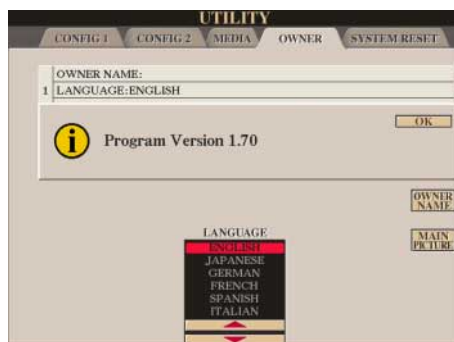 UTILITY
CONFIG 1 CONFIG 2 MEDIA OWNER SYSTEM RESET
OWNER NAME:
1 LANGUAGE:ENGLISH
OK
i Program Version 1.70
OWNER
NAME
LANGUAGE
MAIN
PICTURE
ENGLISH
JAPANESE
GERMAN
FRENCH
SPANISH
ITALIAN